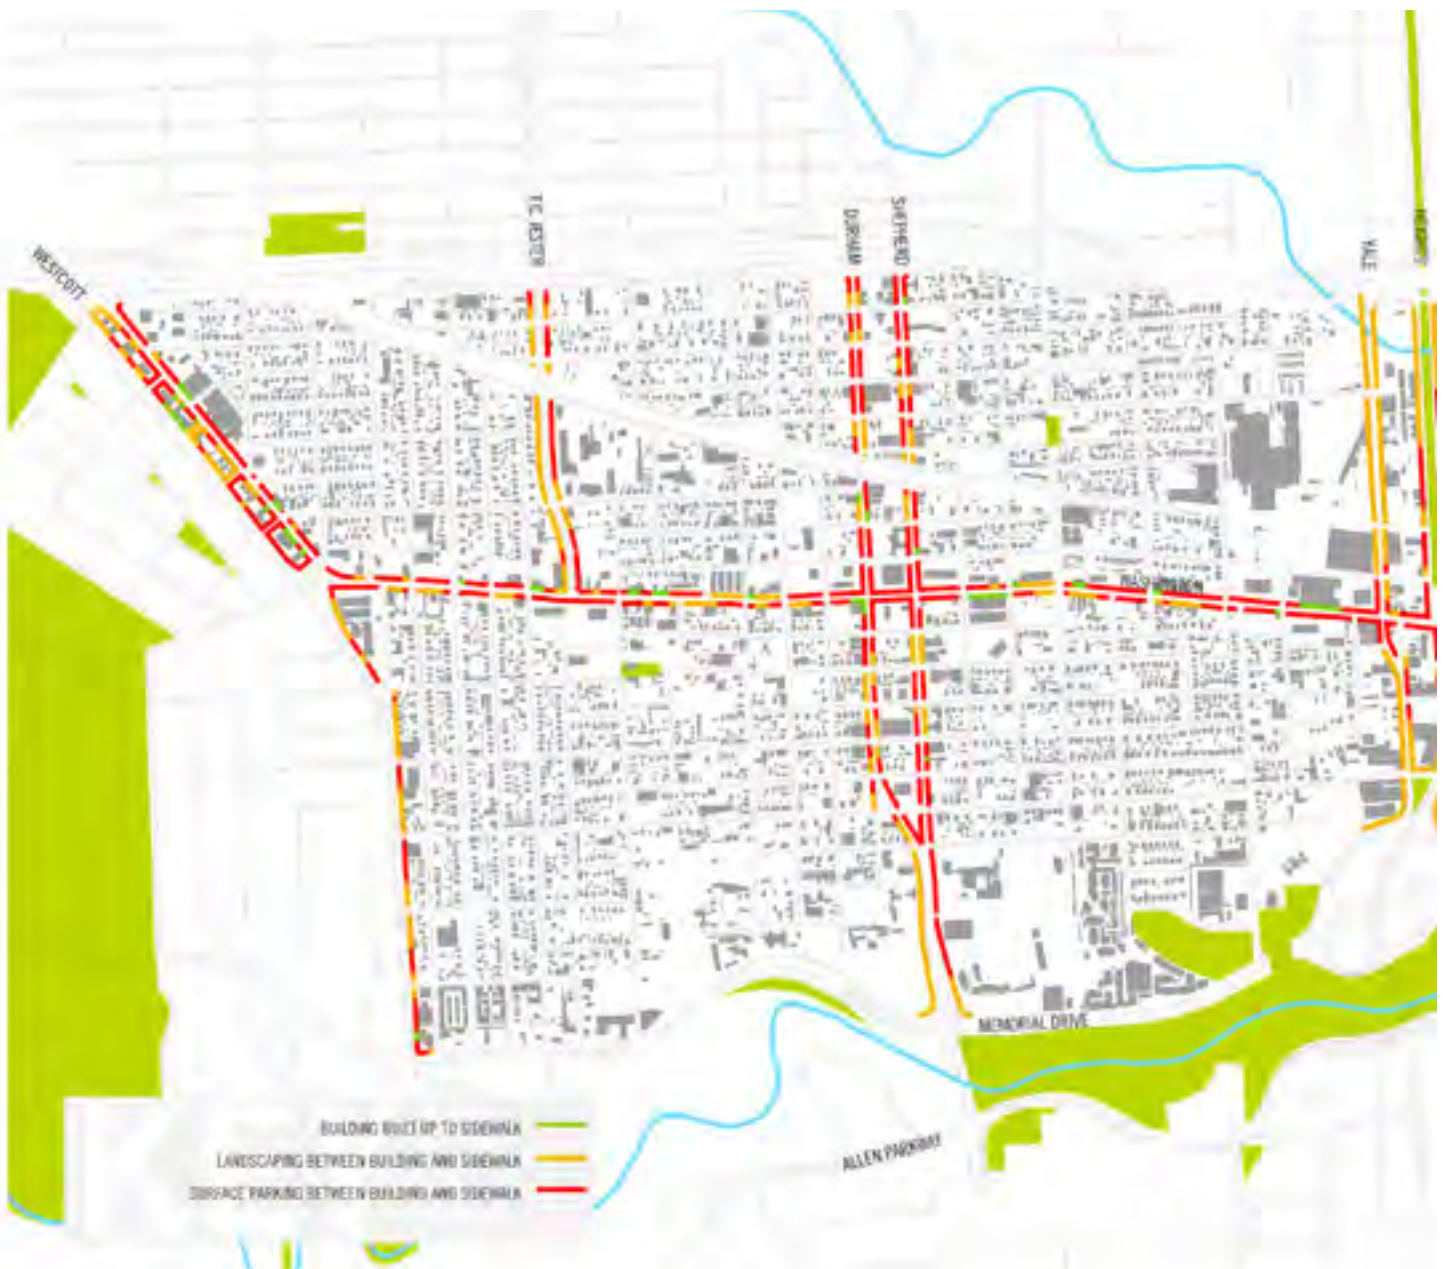 T.C. JESTER
DURHAM
SHEPHERD
YALE
HEIGHTS
WESTCOTT
WASHINGTON
MEMORIAL DRIVE
ALLEN PARKWAY
BUILDING BUILT UP TO SIDEWALK
LANDSCAPING BETWEEN BUILDING AND SIDEWALK
SURFACE PARKING BETWEEN BUILDING AND SIDEWALK